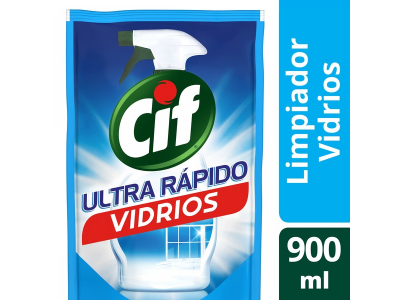 Cif
ULTRA RÁPIDO
VIDRIOS
Limpiador
Vidrios
900
ml